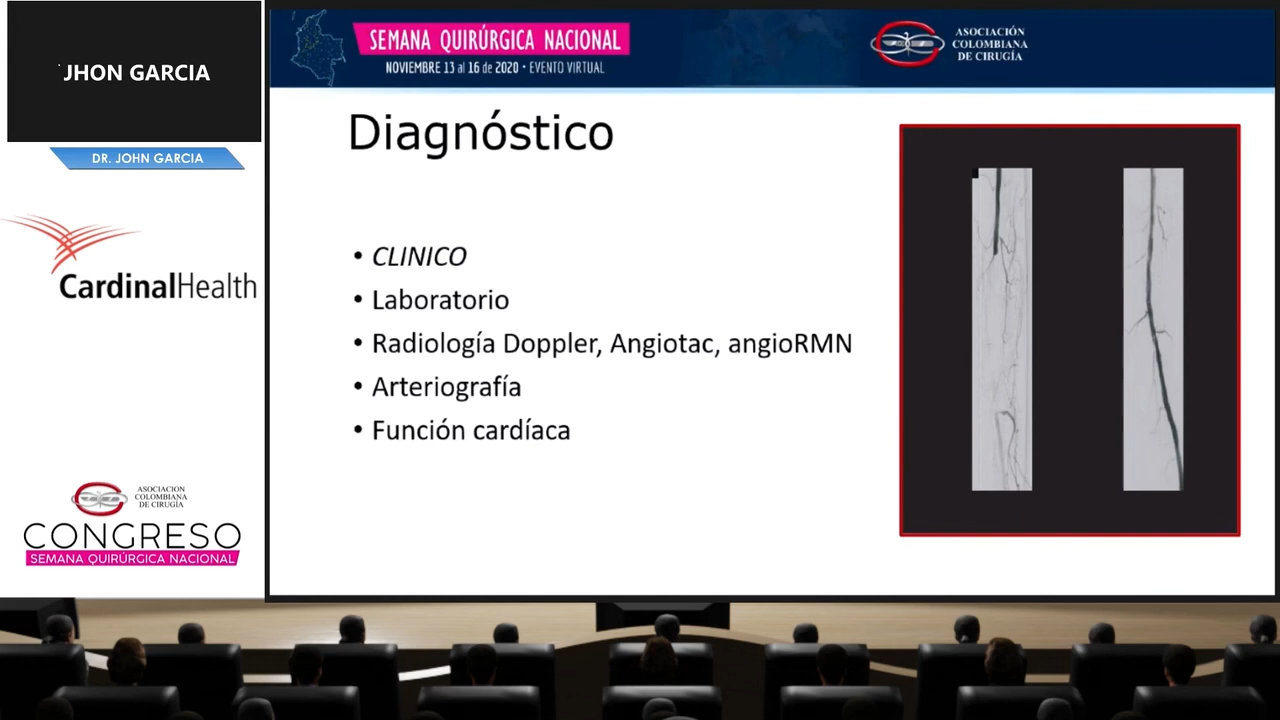 JHON GARCIA
DR. JOHN GARCIA
CardinalHealth
ASOCIACION
COLOMBIANA
DE CIRUGÍA
CONGRESO
SEMANA QUIRÚRGICA NACIONAL
SEMANA QUIRÚRGICA NACIONAL
NOVIEMBRE 13 al 16 de 2020 • EVENTO VIRTUAL
ASOCIACIÓN
COLOMBIANA
DE CIRUGÍA
Diagnóstico
• CLINICO
• Laboratorio
• Radiología Doppler, Angiotac, angioRMN
• Arteriografía
• Función cardíaca